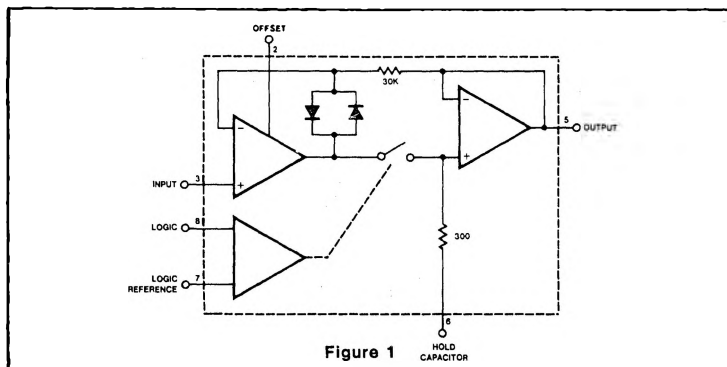 OFFSET
2
30K
−
−
5
OUTPUT
INPUT
3
+
+
LOGIC
8
300
LOGIC
REFERENCE
7
6
HOLD
CAPACITOR
Figure 1